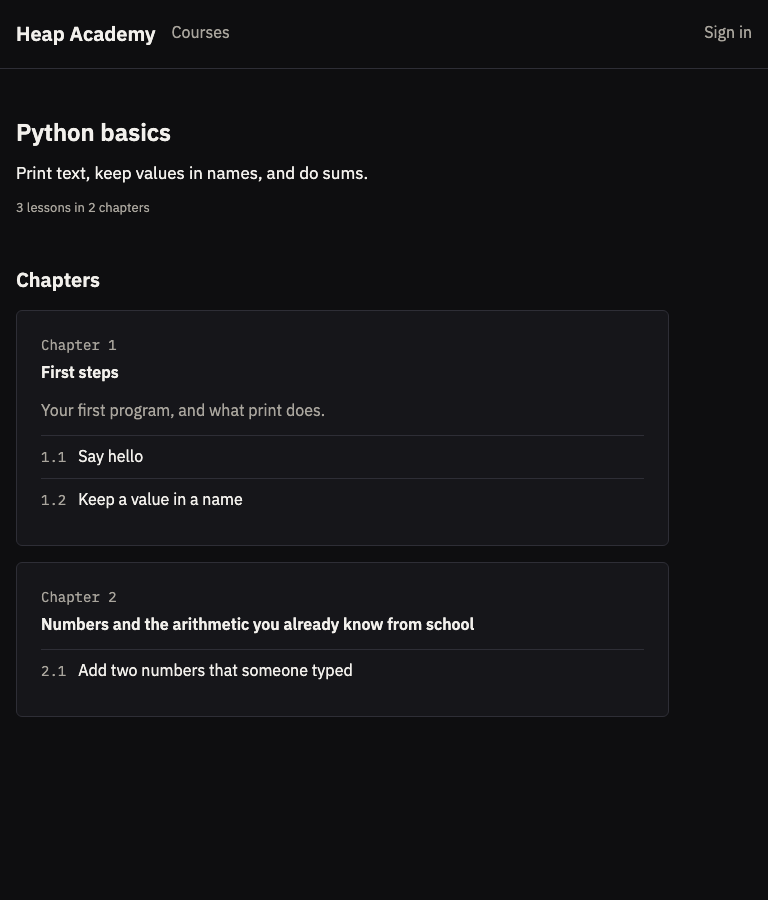 Heap Academy Courses Sign in
Python basics
Print text, keep values in names, and do sums.
3 lessons in 2 chapters
Chapters
Chapter 1
First steps
Your first program, and what print does.
1.1 Say hello
1.2 Keep a value in a name
Chapter 2
Numbers and the arithmetic you already know from school
2.1 Add two numbers that someone typed